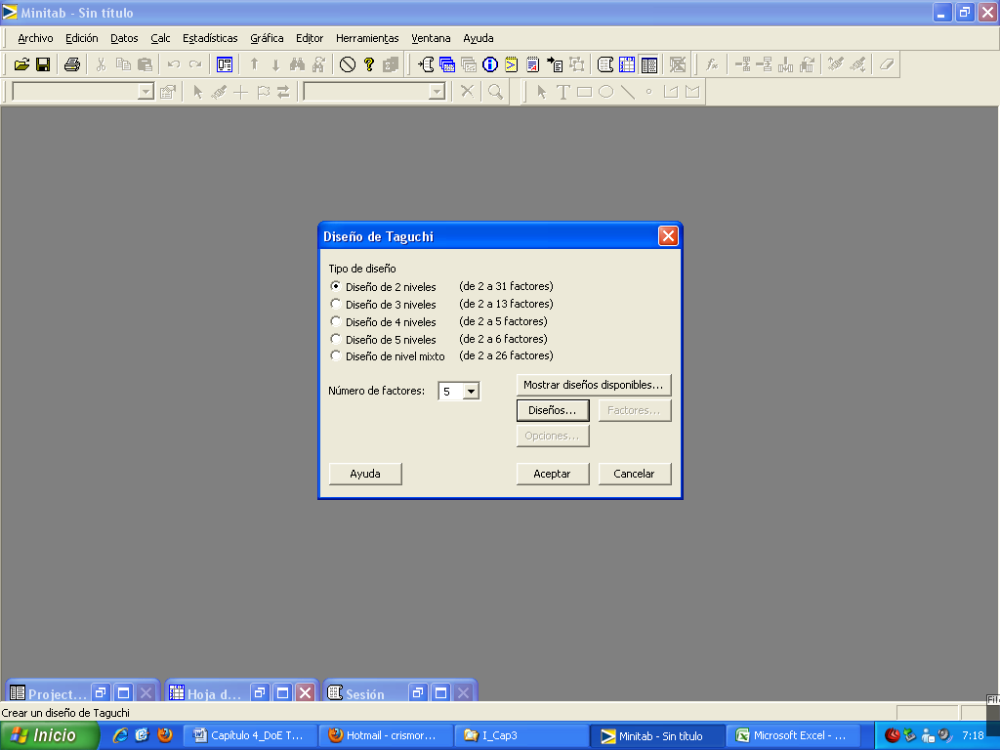 Minitab - Sin título
Archivo Edición Datos Calc Estadísticas Gráfica Editor Herramientas Ventana Ayuda
Diseño de Taguchi
Tipo de diseño
Diseño de 2 niveles (de 2 a 31 factores)
Diseño de 3 niveles (de 2 a 13 factores)
Diseño de 4 niveles (de 2 a 5 factores)
Diseño de 5 niveles (de 2 a 6 factores)
Diseño de nivel mixto (de 2 a 26 factores)
Número de factores: 5
Mostrar diseños disponibles...
Diseños... Factores...
Opciones...
Ayuda Aceptar Cancelar
Project... Hoja d... Sesión
Crear un diseño de Taguchi
Inicio Capítulo 4_DoE T... Hotmail - crismor... I_Cap3 Minitab - Sin título Microsoft Excel - ... 7:18